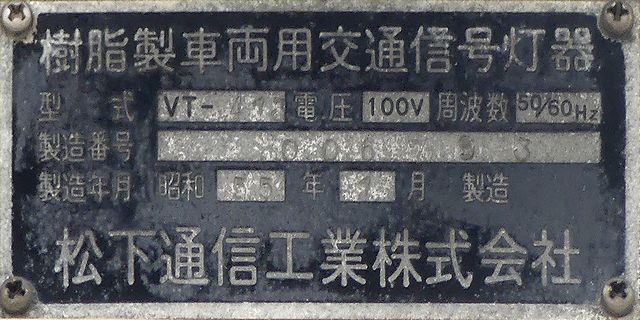 樹脂製車両用交通信号灯器
型式 VT- 電圧 100V 周波数 50/60Hz
製造番号
製造年月 昭和 55 年 月 製造
松下通信工業株式会社